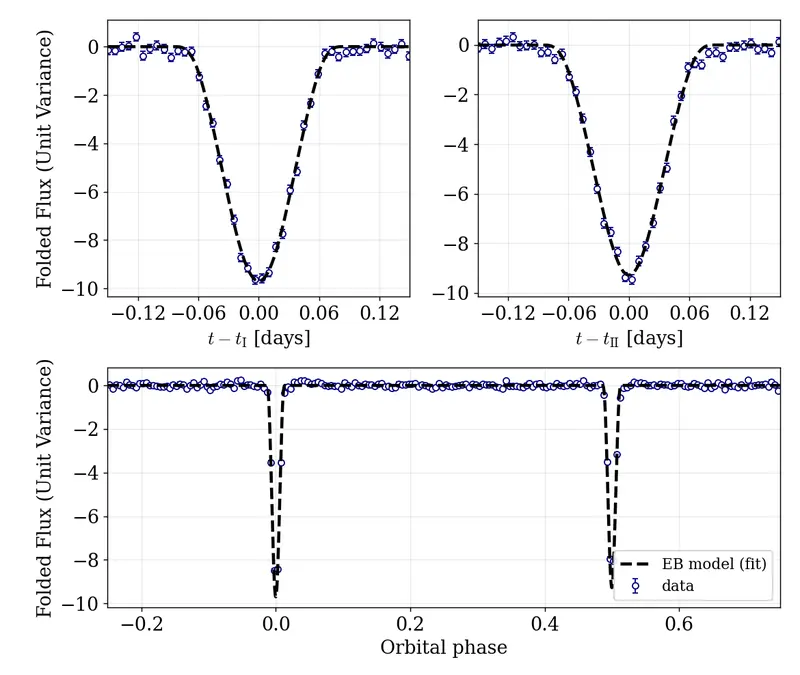 Folded Flux (Unit Variance)
0
−2
−4
−6
−8
−10
−0.12 −0.06 0.00 0.06 0.12
t − tI [days]
0
−2
−4
−6
−8
−10
−0.12 −0.06 0.00 0.06 0.12
t − tII [days]
Folded Flux (Unit Variance)
0
−2
−4
−6
−8
−10
−0.2 0.0 0.2 0.4 0.6
Orbital phase
EB model (fit)
data